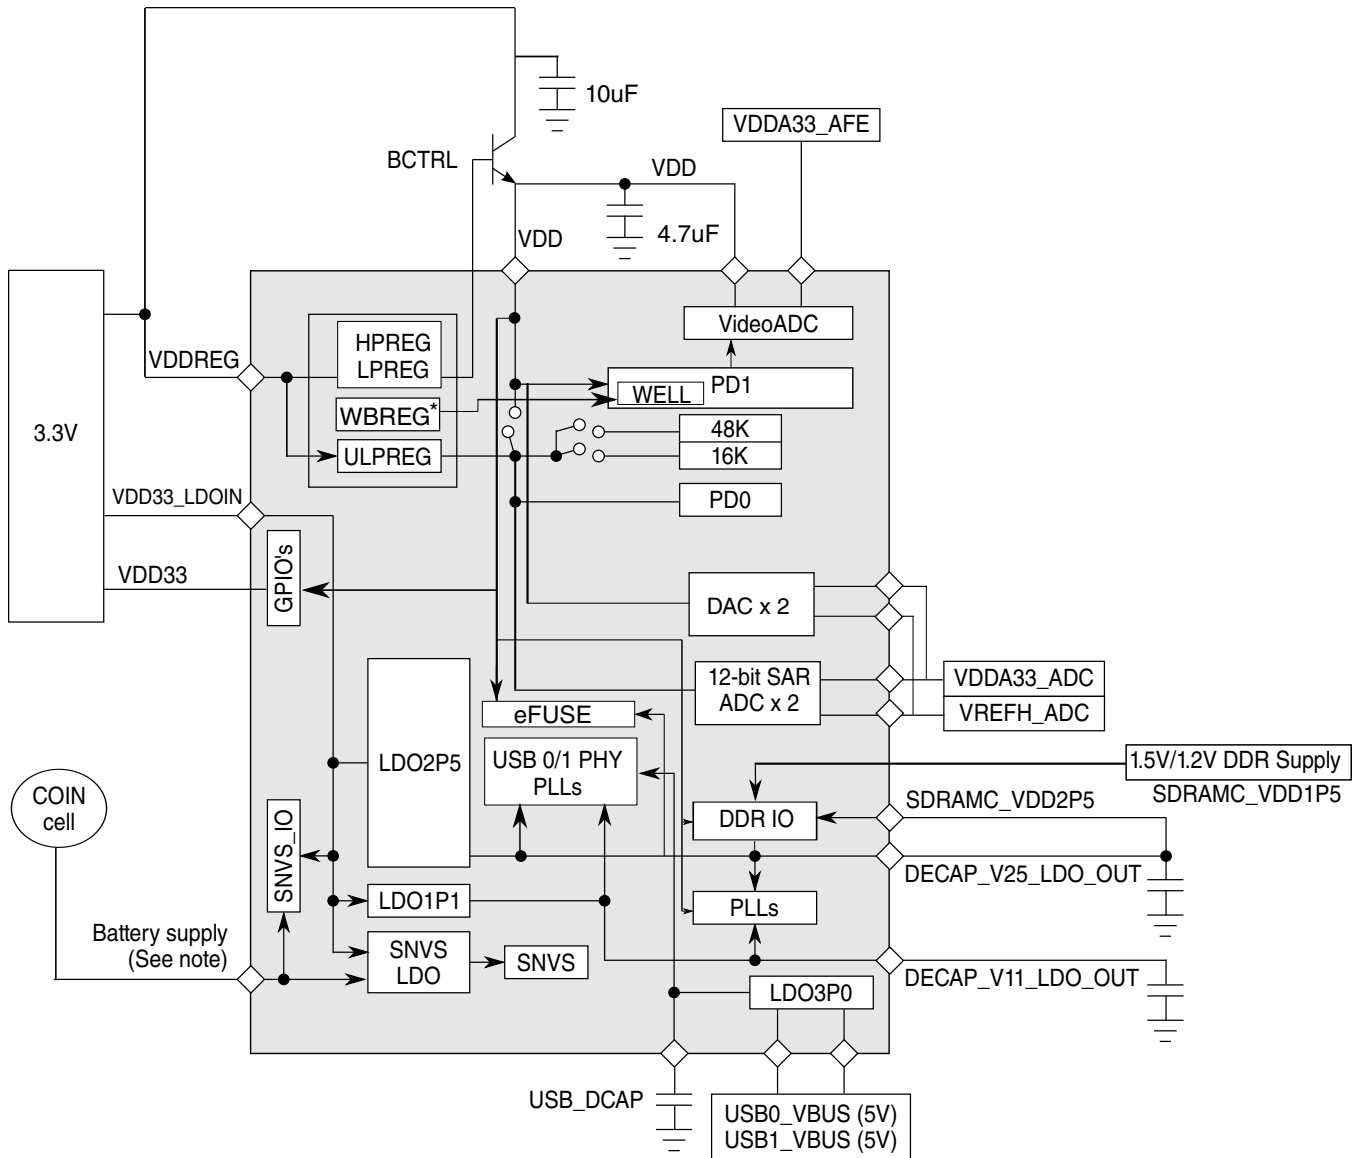 10uF
VDDA33_AFE
BCTRL
VDD
4.7uF
VDD
VideoADC
HPREG
LPREG
VDDREG
PD1
WELL
WBREG*
48K
3.3V
ULPREG
16K
VDD33_LDOIN
PD0
GPIO's
VDD33
DAC x 2
12-bit SAR
ADC x 2
VDDA33_ADC
VREFH_ADC
eFUSE
LDO2P5
USB 0/1 PHY
PLLs
1.5V/1.2V DDR Supply
SDRAMC_VDD1P5
SDRAMC_VDD2P5
COIN
cell
DDR IO
SNVS_IO
DECAP_V25_LDO_OUT
LDO1P1
PLLs
Battery supply
(See note)
SNVS
LDO
SNVS
DECAP_V11_LDO_OUT
LDO3P0
USB_DCAP
USB0_VBUS (5V)
USB1_VBUS (5V)